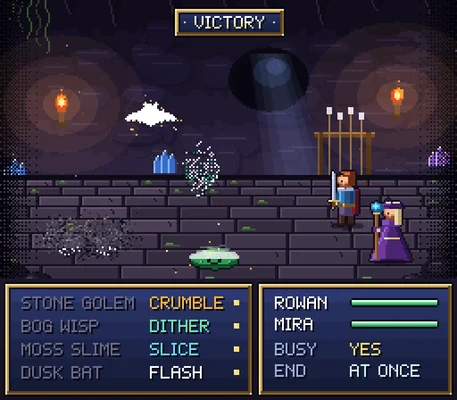 VICTORY
STONE GOLEM CRUMBLE
BOG WISP DITHER
MOSS SLIME SLICE
DUSK BAT FLASH
ROWAN
MIRA
BUSY YES
END AT ONCE